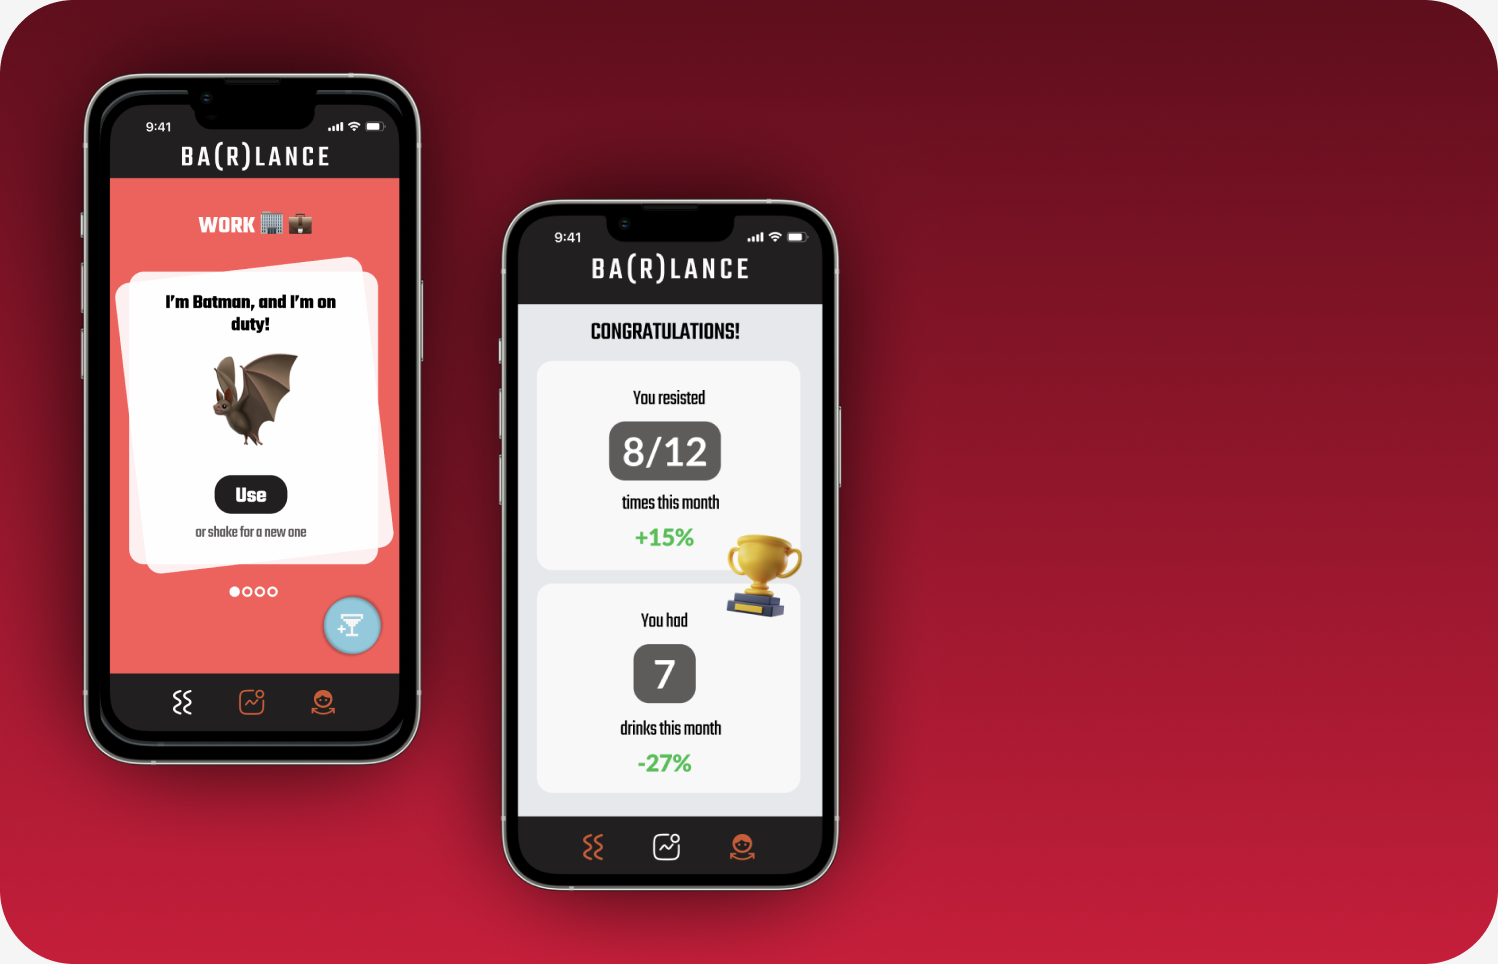 9:41
BA(R)LANCE
WORK
I'm Batman, and I'm on
duty!
Use
or shake for a new one
9:41
BA(R)LANCE
CONGRATULATIONS!
You resisted
8/12
times this month
+15%
You had
7
drinks this month
-27%